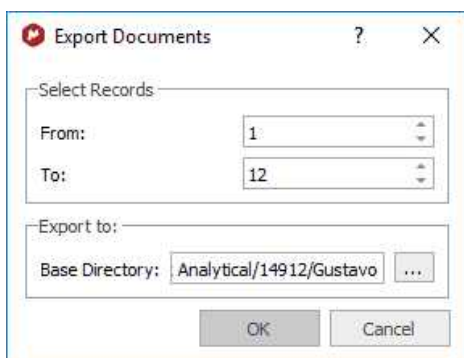 Export Documents
?
Select Records
From:
1
To:
12
Export to:
Base Directory:
Analytical/14912/Gustavo
...
OK
Cancel